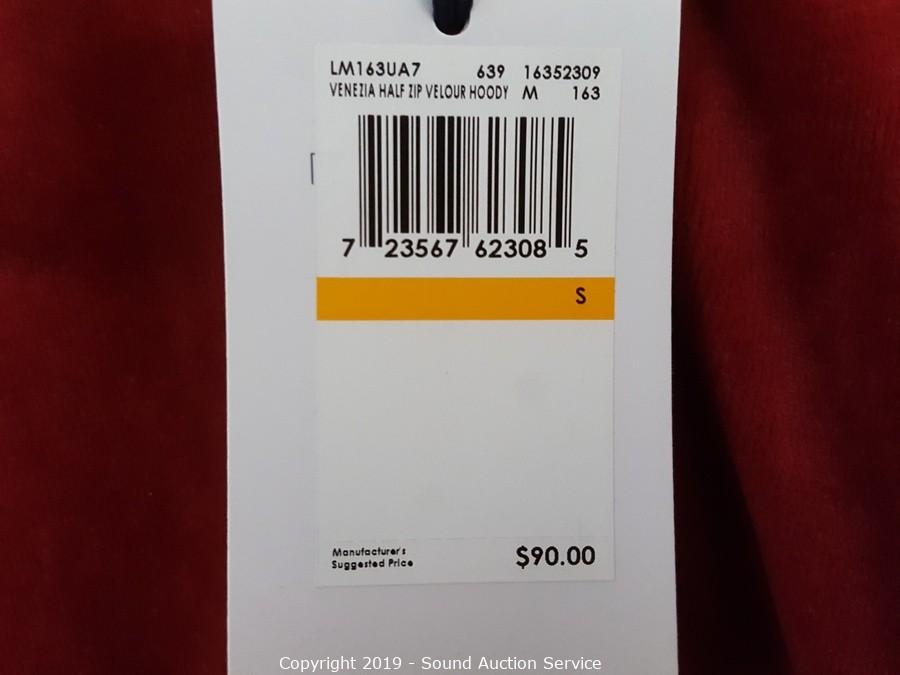 LM163UA7 639 16352309
VENEZIA HALF ZIP VELOUR HOODY M 163
7 23567 62308 5
S
Manufacturer's
Suggested Price
$90.00
Copyright 2019 - Sound Auction Service